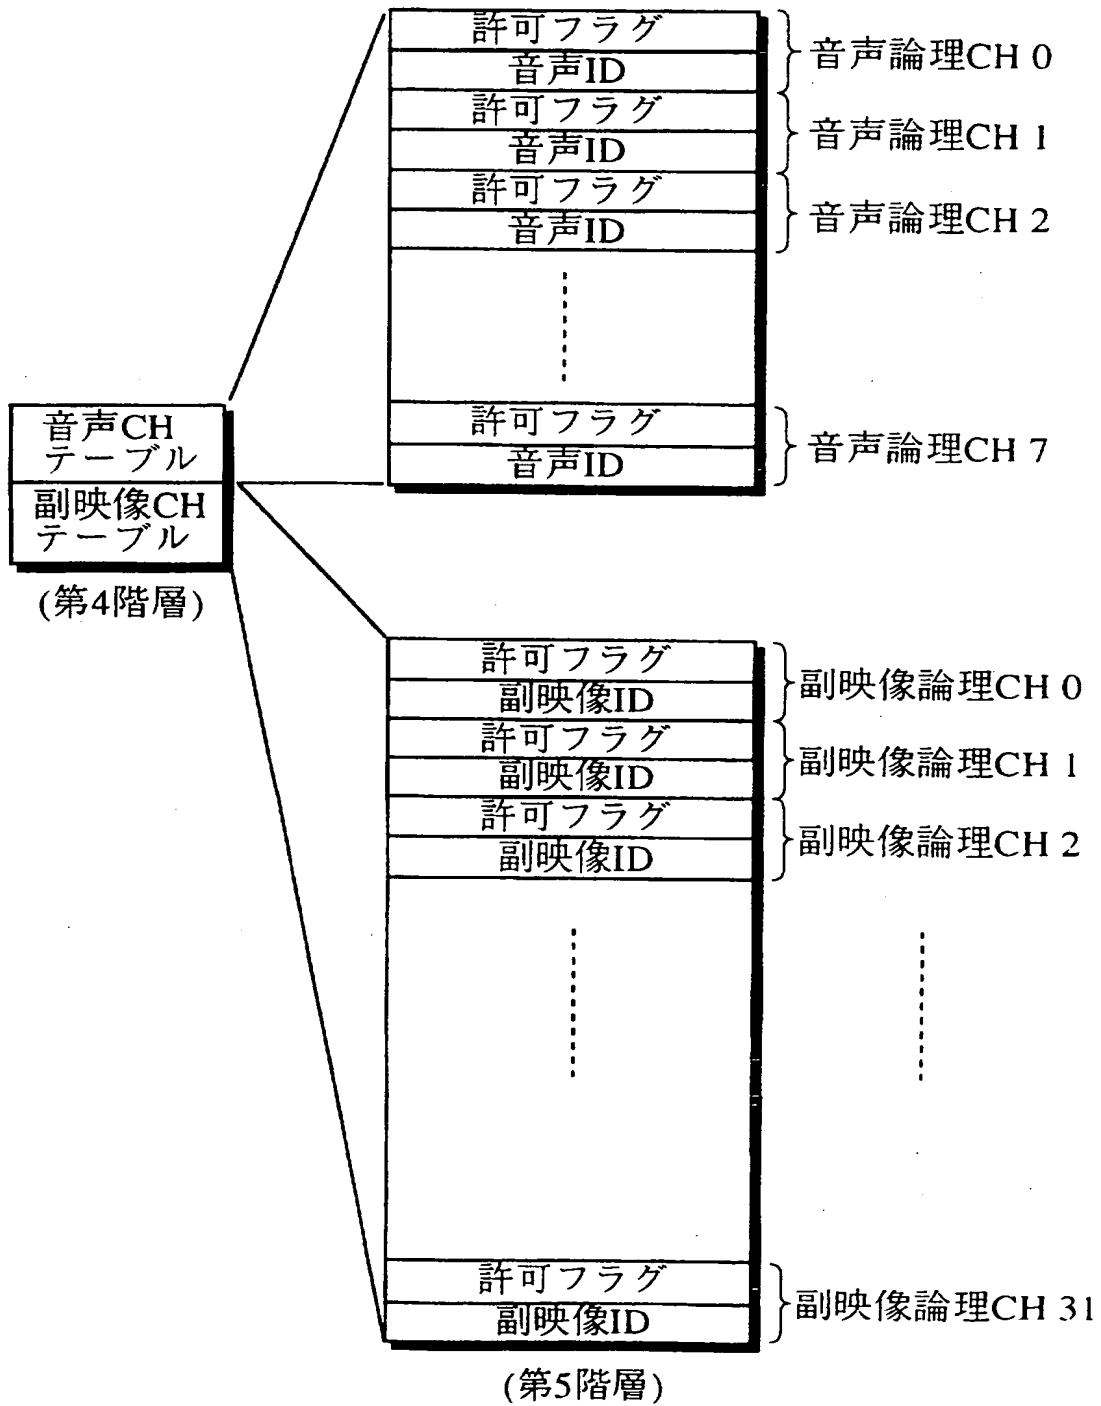 許可フラグ
音声ID
音声論理CH 0
許可フラグ
音声ID
音声論理CH 1
許可フラグ
音声ID
音声論理CH 2
許可フラグ
音声ID
音声論理CH 7
音声CH
テーブル
副映像CH
テーブル
(第4階層)
許可フラグ
副映像ID
副映像論理CH 0
許可フラグ
副映像ID
副映像論理CH 1
許可フラグ
副映像ID
副映像論理CH 2
許可フラグ
副映像ID
副映像論理CH 31
(第5階層)